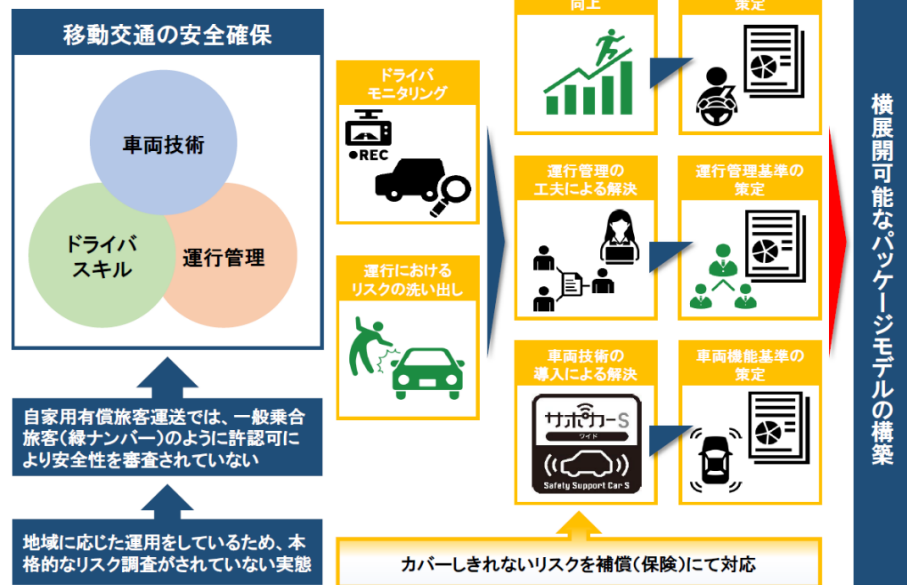 移動交通の安全確保
車両技術
ドライバ
スキル
運行管理
自家用有償旅客運送では、一般乗合
旅客(緑ナンバー)のように許認可に
より安全性を審査されていない
地域に応じた運用をしているため、本
格的なリスク調査がされていない実態
ドライバ
モニタリング
●REC
運行における
リスクの洗い出し
向上
策定
運行管理の
工夫による解決
運行管理基準の
策定
車両技術の
導入による解決
サポカーS
ワイド
Safety Support Car S
車両機能基準の
策定
カバーしきれないリスクを補償(保険)にて対応
横展開可能なパッケージモデルの構築